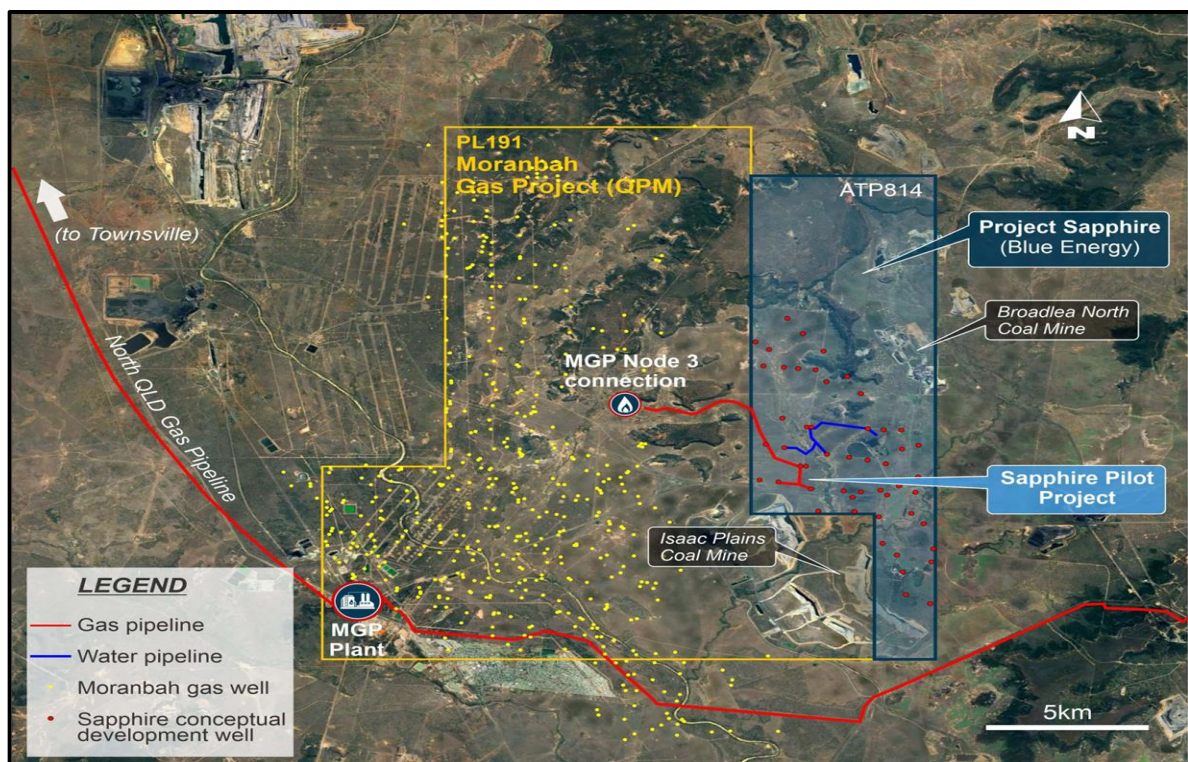 PL191
Moranbah
Gas Project (QPM)
ATP814
N
(to Townsville)
Project Sapphire
(Blue Energy)
Broadlea North
Coal Mine
North QLD Gas Pipeline
MGP Node 3
connection
Sapphire Pilot
Project
Isaac Plains
Coal Mine
MGP
Plant
LEGEND
Gas pipeline
Water pipeline
Moranbah gas well
Sapphire conceptual
development well
5km